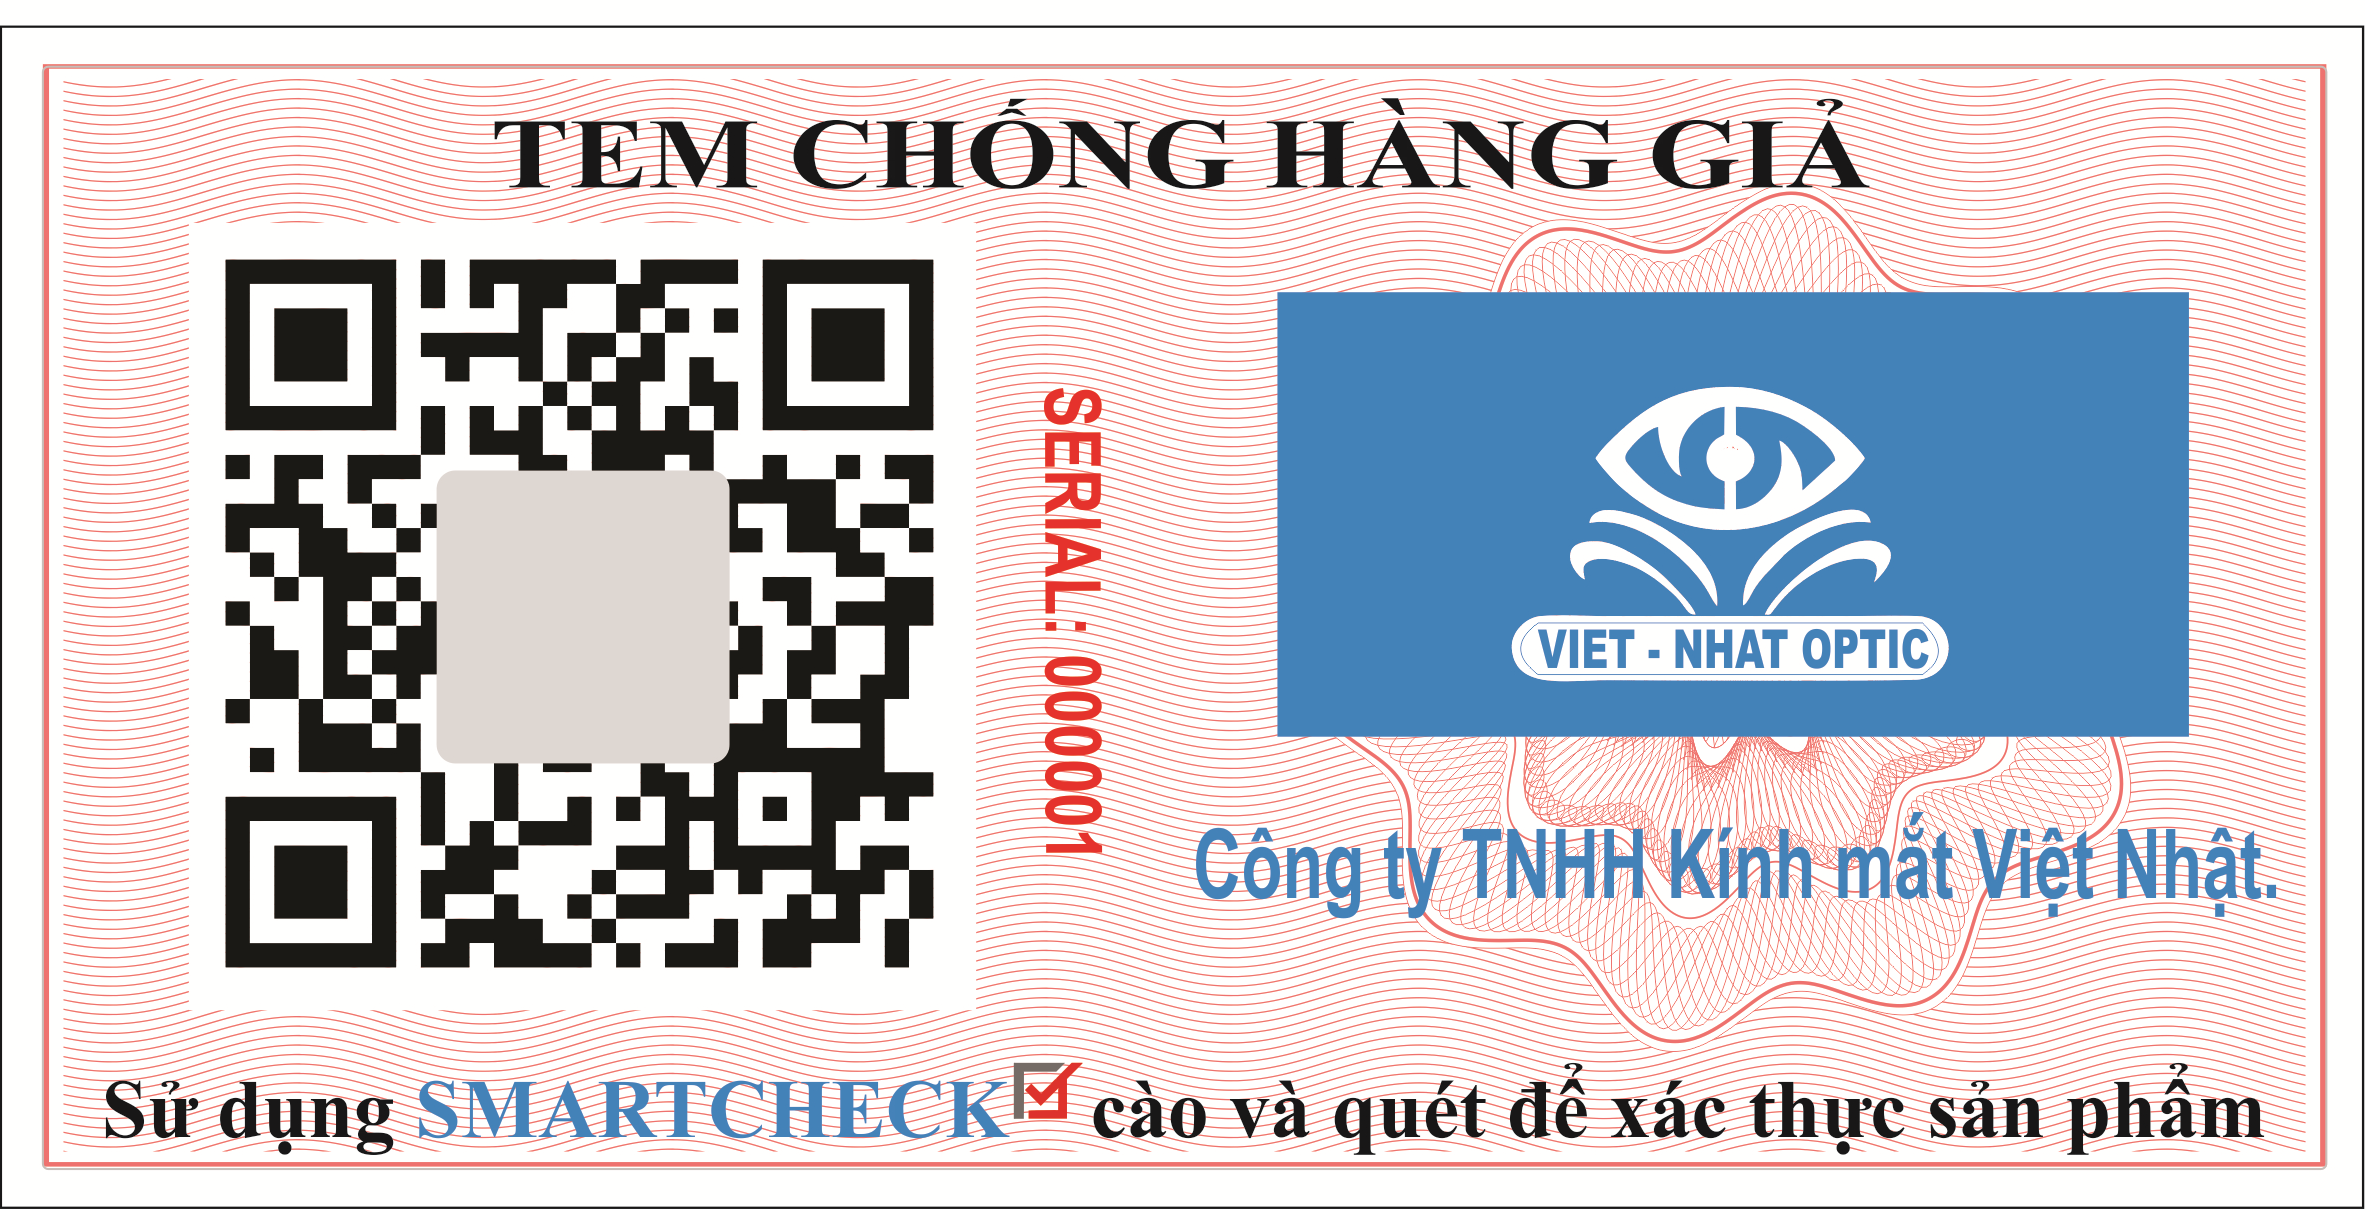 TEM CHỐNG HÀNG GIẢ
SERIAL: 000001
VIET - NHAT OPTIC
Công ty TNHH Kính mắt Việt Nhật.
Sử dụng SMARTCHECK cào và quét để xác thực sản phẩm